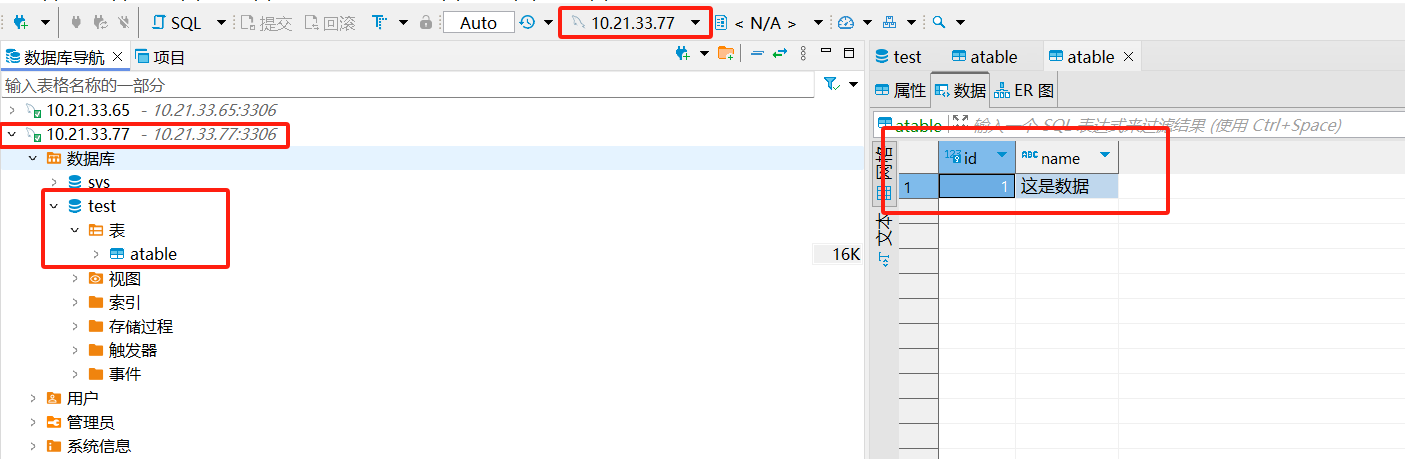 SQL 提交 回滚 T Auto 10.21.33.77 < N/A >
数据库导航 项目
输入表格名称的一部分
10.21.33.65 - 10.21.33.65:3306
10.21.33.77 - 10.21.33.77:3306
数据库
sys
test
表
atable
16K
视图
索引
存储过程
触发器
事件
用户
管理员
系统信息
test atable atable
属性 数据 ER 图
atable 输入一个 SQL 表达式来过滤结果 (使用 Ctrl+Space)
网格
文本
123 id ABC name
1 1 这是数据